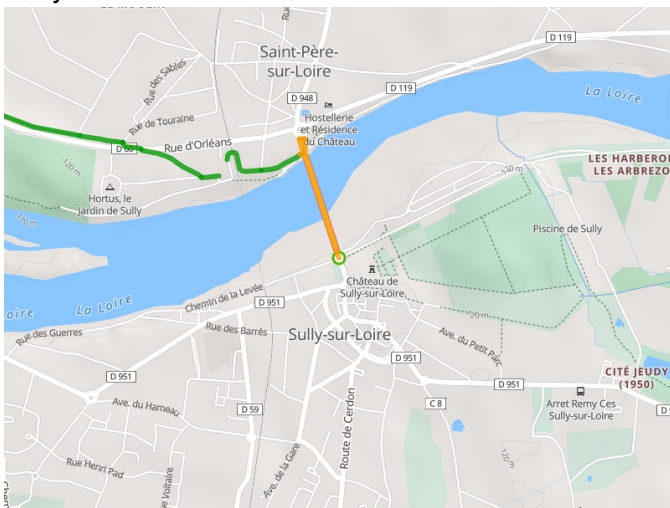 Saint-Père-
sur-Loire
D 119
D 948
D 119
La Loire
Rue des Sables
Rue de Touraine
Hostellerie
et Résidence
du Château
Rue d'Orléans
D 60
120 m
130 m
LES HARBERO
LES ARBREZO
Hortus, le
Jardin de Sully
130 m
Piscine de Sully
Château de
Sully-sur-Loire
Chemin de la Levée
La Loire
oire
D 951
Rue des Guerres
Rue des Barrés
120 m
Sully-sur-Loire
Ave. du Petit Parc
D 951
CITÉ JEUDY
(1950)
D 951
D 951
Arret Remy Ces
Sully-sur-Loire
Ave. du Hameau
D 59
C 8
Route de Cerdon
Ave. de la Gare
Rue Henri Pad
Rue Voltaire
120 m